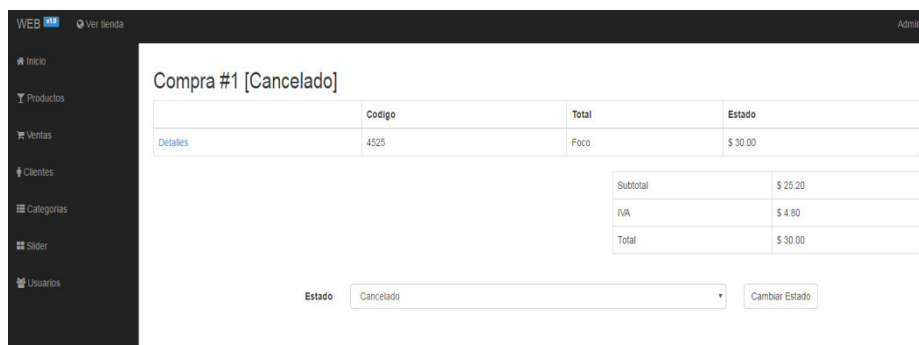 WEB v1.0 Ver tienda Admin
Inicio
Productos
Ventas
Clientes
Categorias
Slider
Usuarios
Compra #1 [Cancelado]
Codigo Total Estado
Detalles 4525 Foco $ 30.00
Subtotal $ 25.20
IVA $ 4.80
Total $ 30.00
Estado Cancelado Cambiar Estado